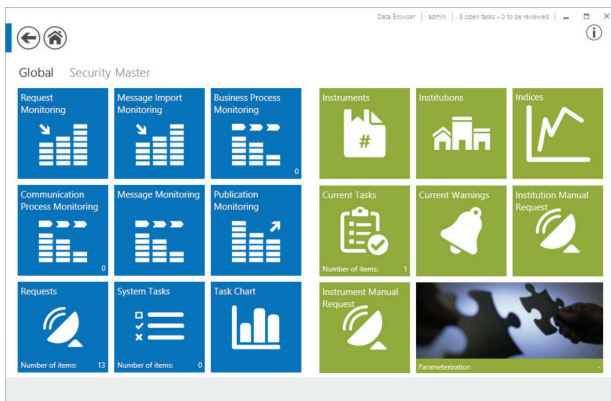 Data Browser | admin | 8 open tasks - 0 to be reviewed
Global Security Master
Request
Monitoring
Message Import
Monitoring
Business Process
Monitoring
0
Instruments
#
Institutions
Indices
Communication
Process Monitoring
0
Message Monitoring
Publication
Monitoring
Current Tasks
Number of items: 1
Current Warnings
Institution Manual
Request
Requests
Number of items: 13
System Tasks
Number of items: 0
Task Chart
Instrument Manual
Request
Parameterization -